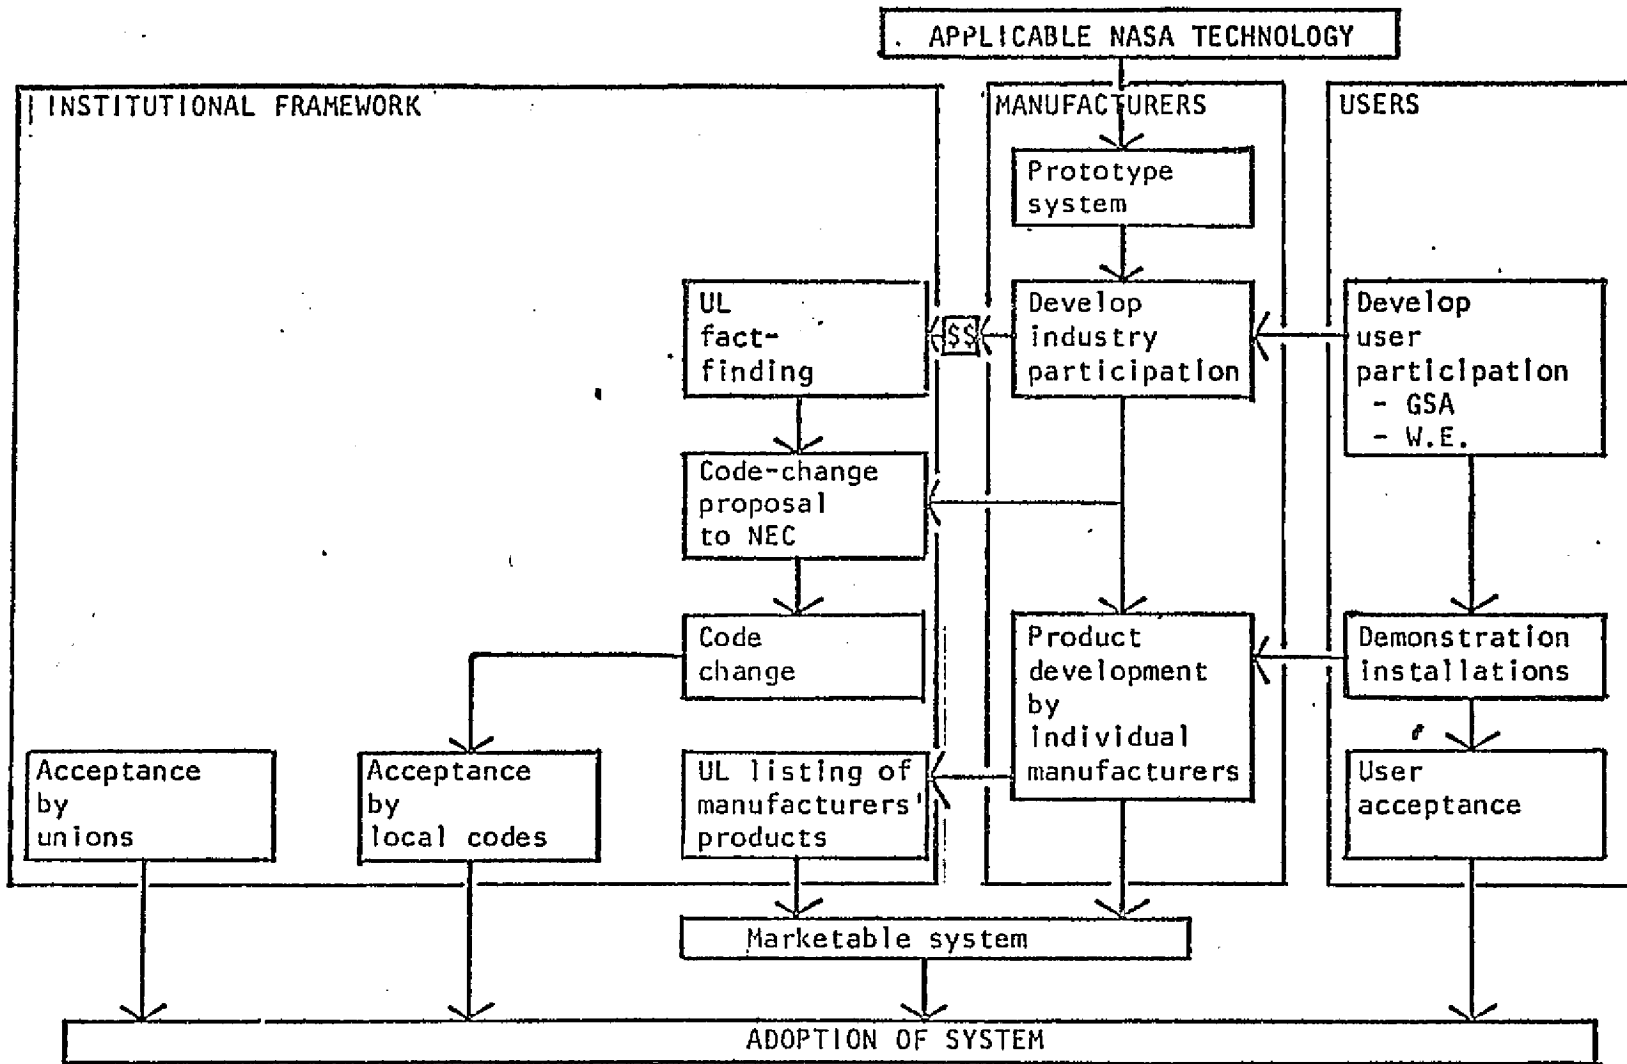 APPLICABLE NASA TECHNOLOGY
INSTITUTIONAL FRAMEWORK
MANUFACTURERS
USERS
Prototype
system
UL
fact-
finding
$$
Develop
industry
participation
Develop
user
participation
- GSA
- W.E.
Code-change
proposal
to NEC
Code
change
Product
development
by
individual
manufacturers
Demonstration
installations
Acceptance
by
unions
Acceptance
by
local codes
UL listing of
manufacturers'
products
User
acceptance
Marketable system
ADOPTION OF SYSTEM